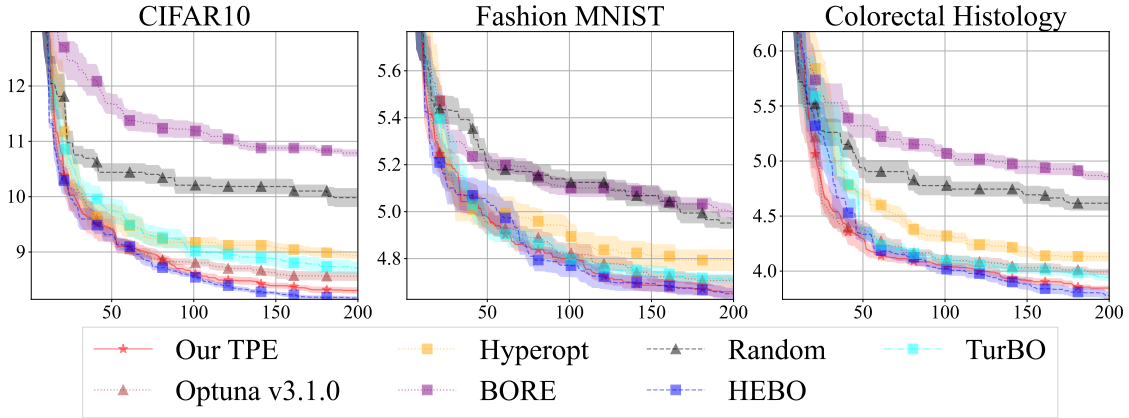 CIFAR10
12
11
10
9
50
100
150
200
Fashion MNIST
5.6
5.4
5.2
5.0
4.8
50
100
150
200
Colorectal Histology
6.0
5.5
5.0
4.5
4.0
50
100
150
200
Our TPE
Hyperopt
Random
TurBO
Optuna v3.1.0
BORE
HEBO